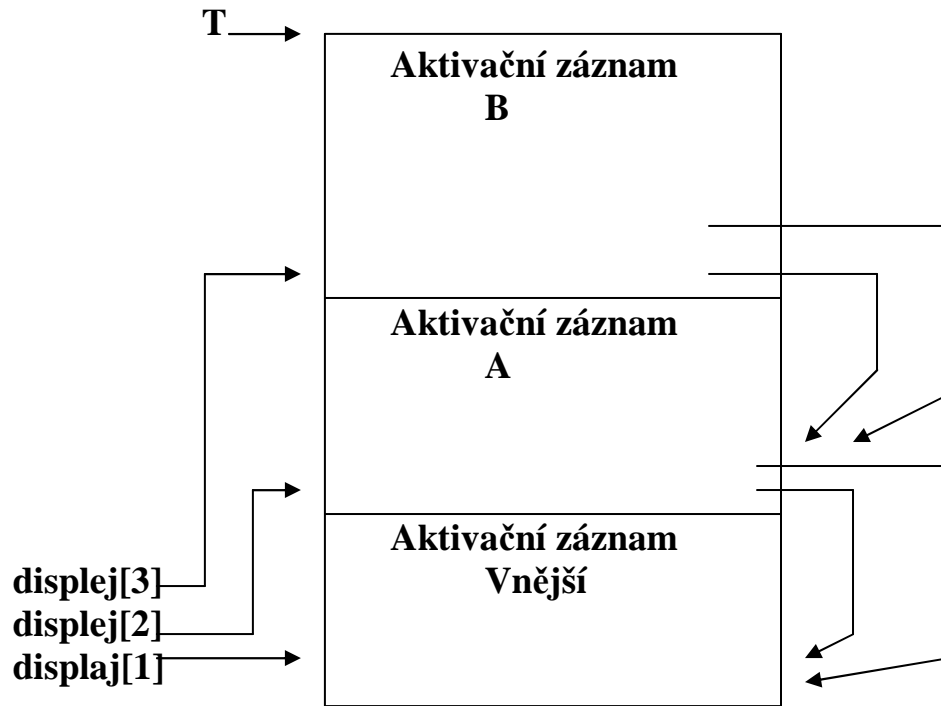 T
Aktivační záznam
B
Aktivační záznam
A
Aktivační záznam
Vnější
displej[3]
displej[2]
displaj[1]